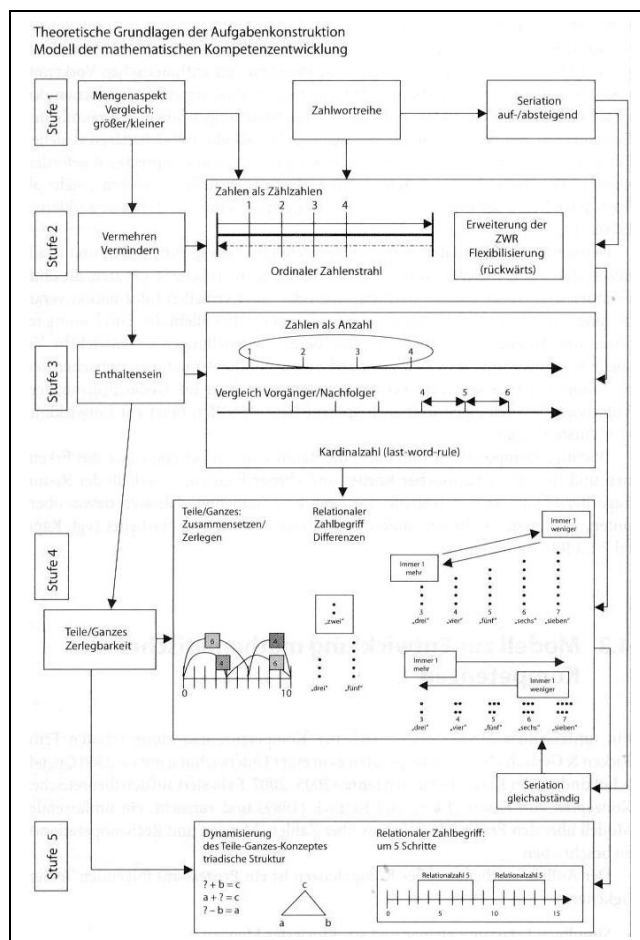 Theoretische Grundlagen der Aufgabenkonstruktion
Modell der mathematischen Kompetenzentwicklung
Stufe 1
Mengenaspekt
Vergleich:
größer/kleiner
Zahlwortreihe
Seriation
auf-/absteigend
Stufe 2
Vermehren
Vermindern
Zahlen als Zählzahlen
1 2 3 4
Ordinaler Zahlenstrahl
Erweiterung der
ZWR
Flexibilisierung
(rückwärts)
Stufe 3
Enthaltensein
Zahlen als Anzahl
1 2 3 4
Vergleich Vorgänger/Nachfolger
4 5 6
Kardinalzahl (last-word-rule)
Stufe 4
Teile/Ganzes
Zerlegbarkeit
Teile/Ganzes:
Zusammensetzen/
Zerlegen
6 4
4 6
0 10
Relationaler
Zahlbegriff
Differenzen
„zwei“
„drei“ „fünf“
Immer 1
weniger
Immer 1
mehr
3 4 5 6 7
„drei“ „vier“ „fünf“ „sechs“ „sieben“
Immer 1
mehr
Immer 1
weniger
3 4 5 6 7
„drei“ „vier“ „fünf“ „sechs“ „sieben“
Seriation
gleichabständig
Stufe 5
Anwendung
des Teile-Ganzes-Konzeptes
triadische Struktur
? + b = c
a + ? = c
? – b = a
c
a b
Relationaler Zahlbegriff:
um 5 Schritte
Relationalzahl 5 Relationalzahl 5
0 5 10 15